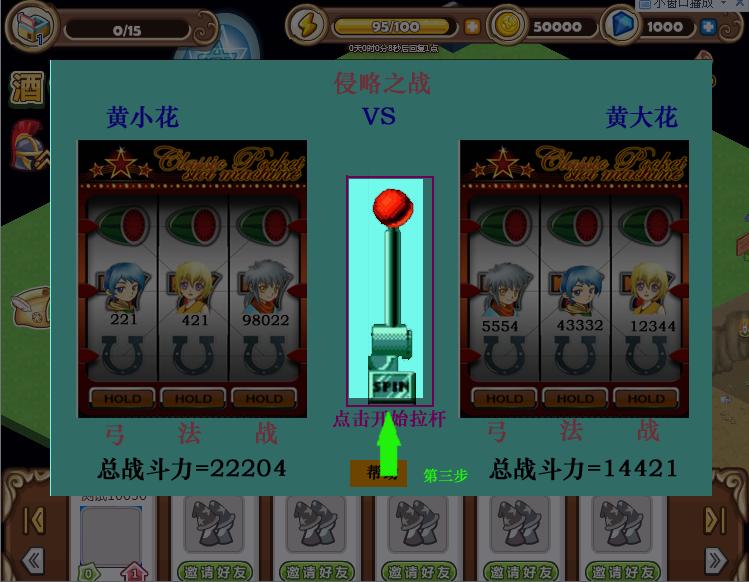 小窗口播放
1
0/15
95/100
50000
1000
0天0时0分8秒后回复1点
酒
侵略之战
黄小花
VS
黄大花
Classic Pocket
slot machine
Classic Pocket
slot machine
221
421
98022
5554
43332
12344
SPIN
HOLD
HOLD
HOLD
HOLD
HOLD
HOLD
点击开始拉杆
弓
法
战
弓
法
战
总战斗力=22204
帮助
第三步
总战斗力=14421
0
1
邀请好友
邀请好友
邀请好友
邀请好友
邀请好友